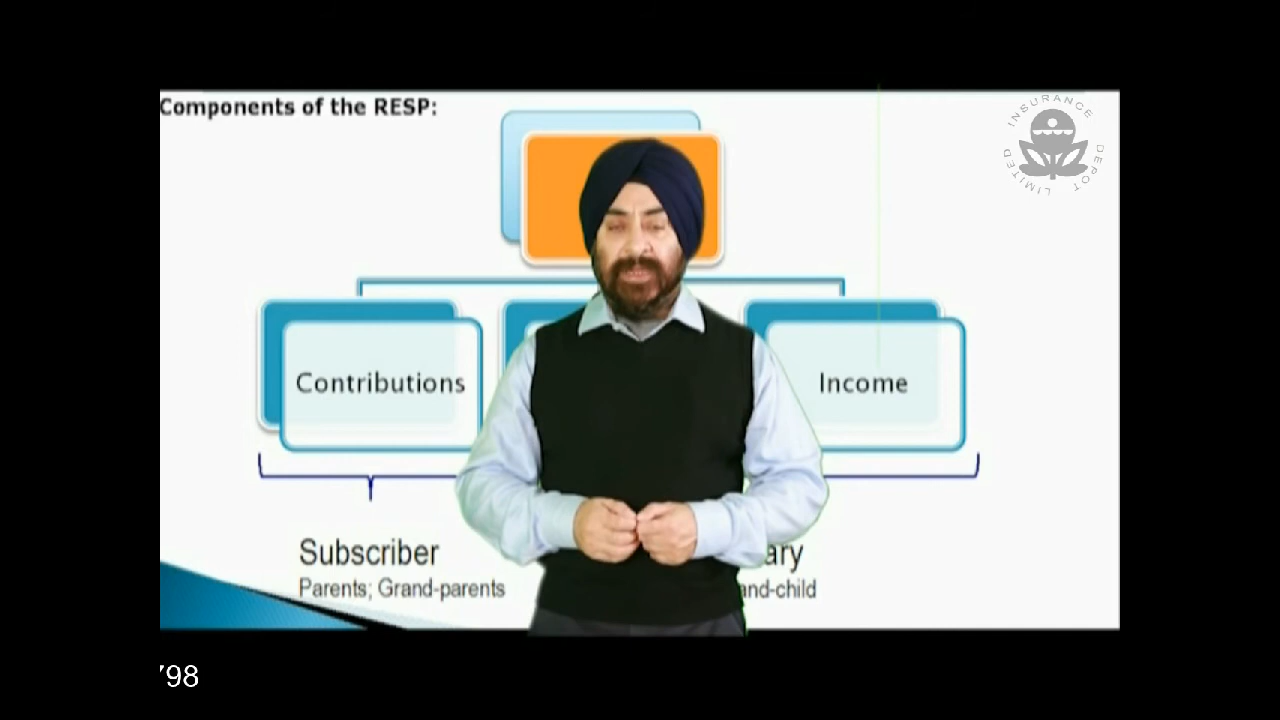 Components of the RESP:
INSURANCE DEPOT LIMITED
Contributions
Income
Subscriber
ary
Parents; Grand-parents
and-child
98